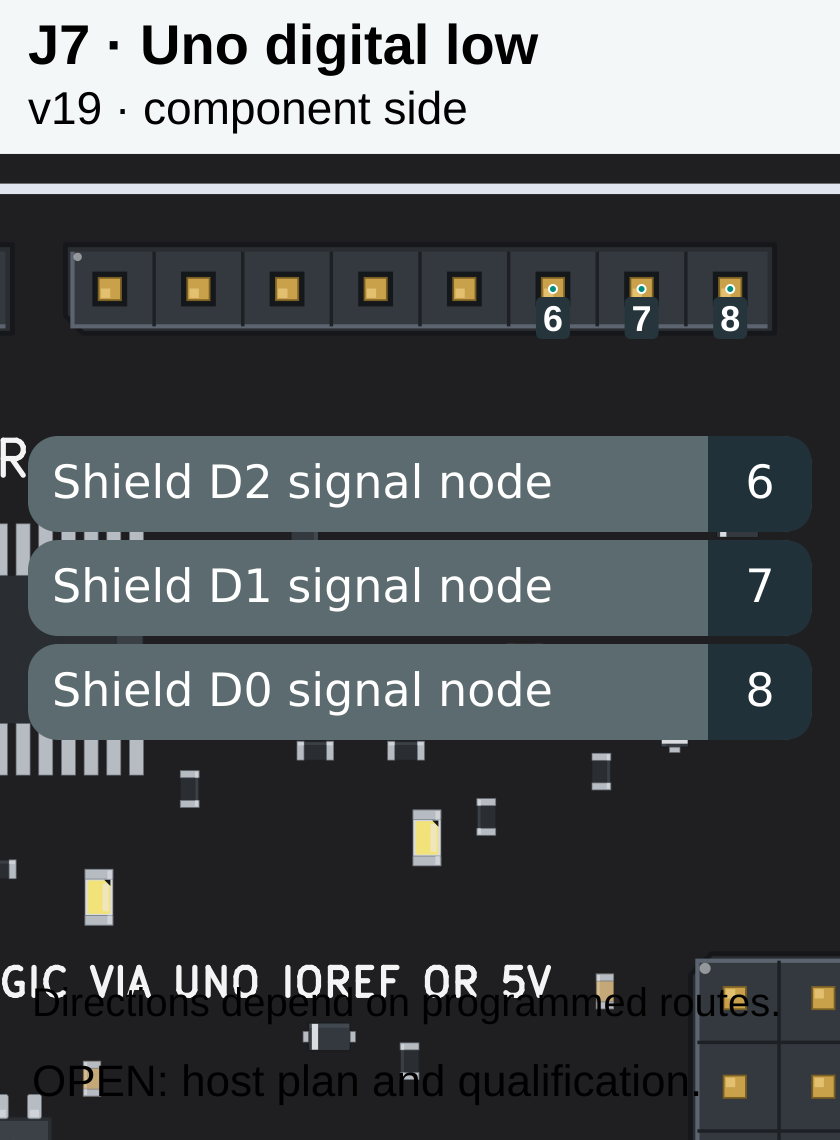 J7 · Uno digital low
v19 · component side
6 7 8
R
Shield D2 signal node 6
Shield D1 signal node 7
Shield D0 signal node 8
GIC VIA UNO IOREF OR 5V
Directions depend on programmed routes.
OPEN: host plan and qualification.